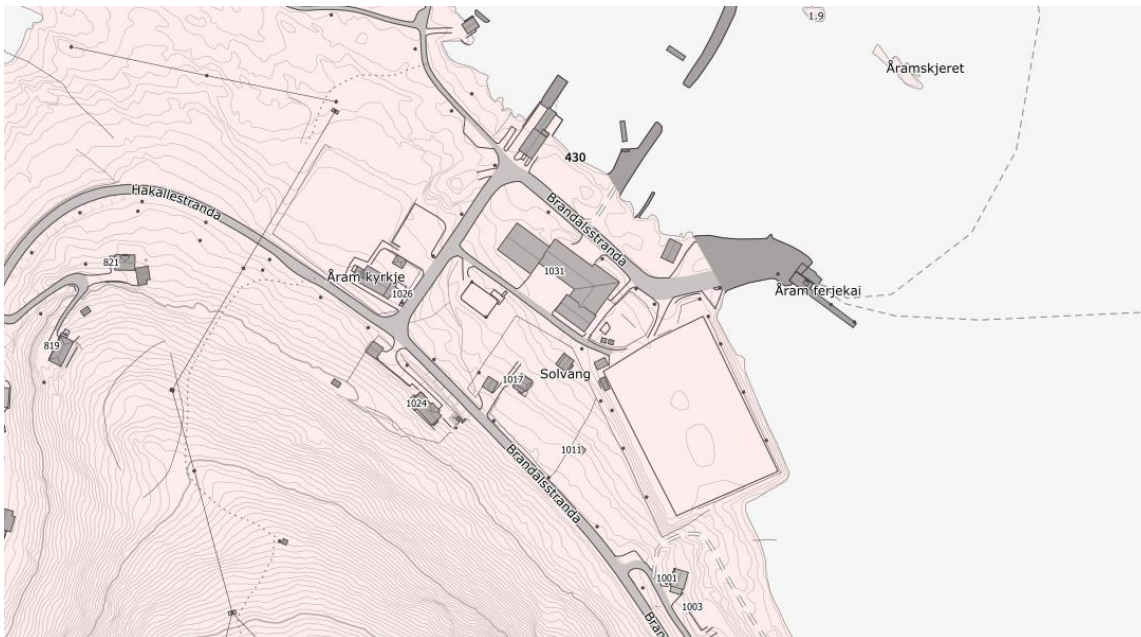 1.9
Åramskjeret
430
Hakallestranda
Brandalsstranda
821
Åram kyrkje
1026
1031
Åram ferjekai
819
Solvang
1017
1024
1011
Brandalsstranda
1001
1003
Brandal